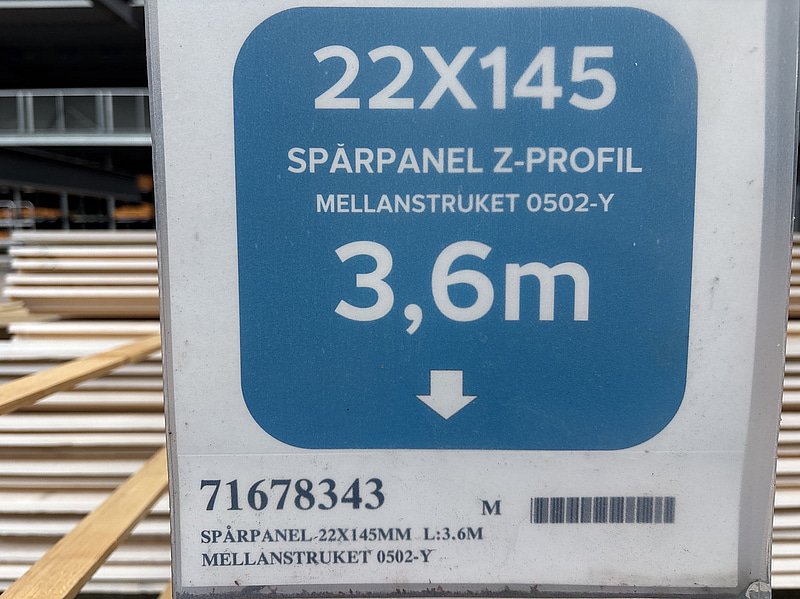 22X145
SPÅRPANEL Z-PROFIL
MELLANSTRUKET 0502-Y
3,6m
71678343
M
SPÅRPANEL-22X145MM L:3.6M
MELLANSTRUKET 0502-Y